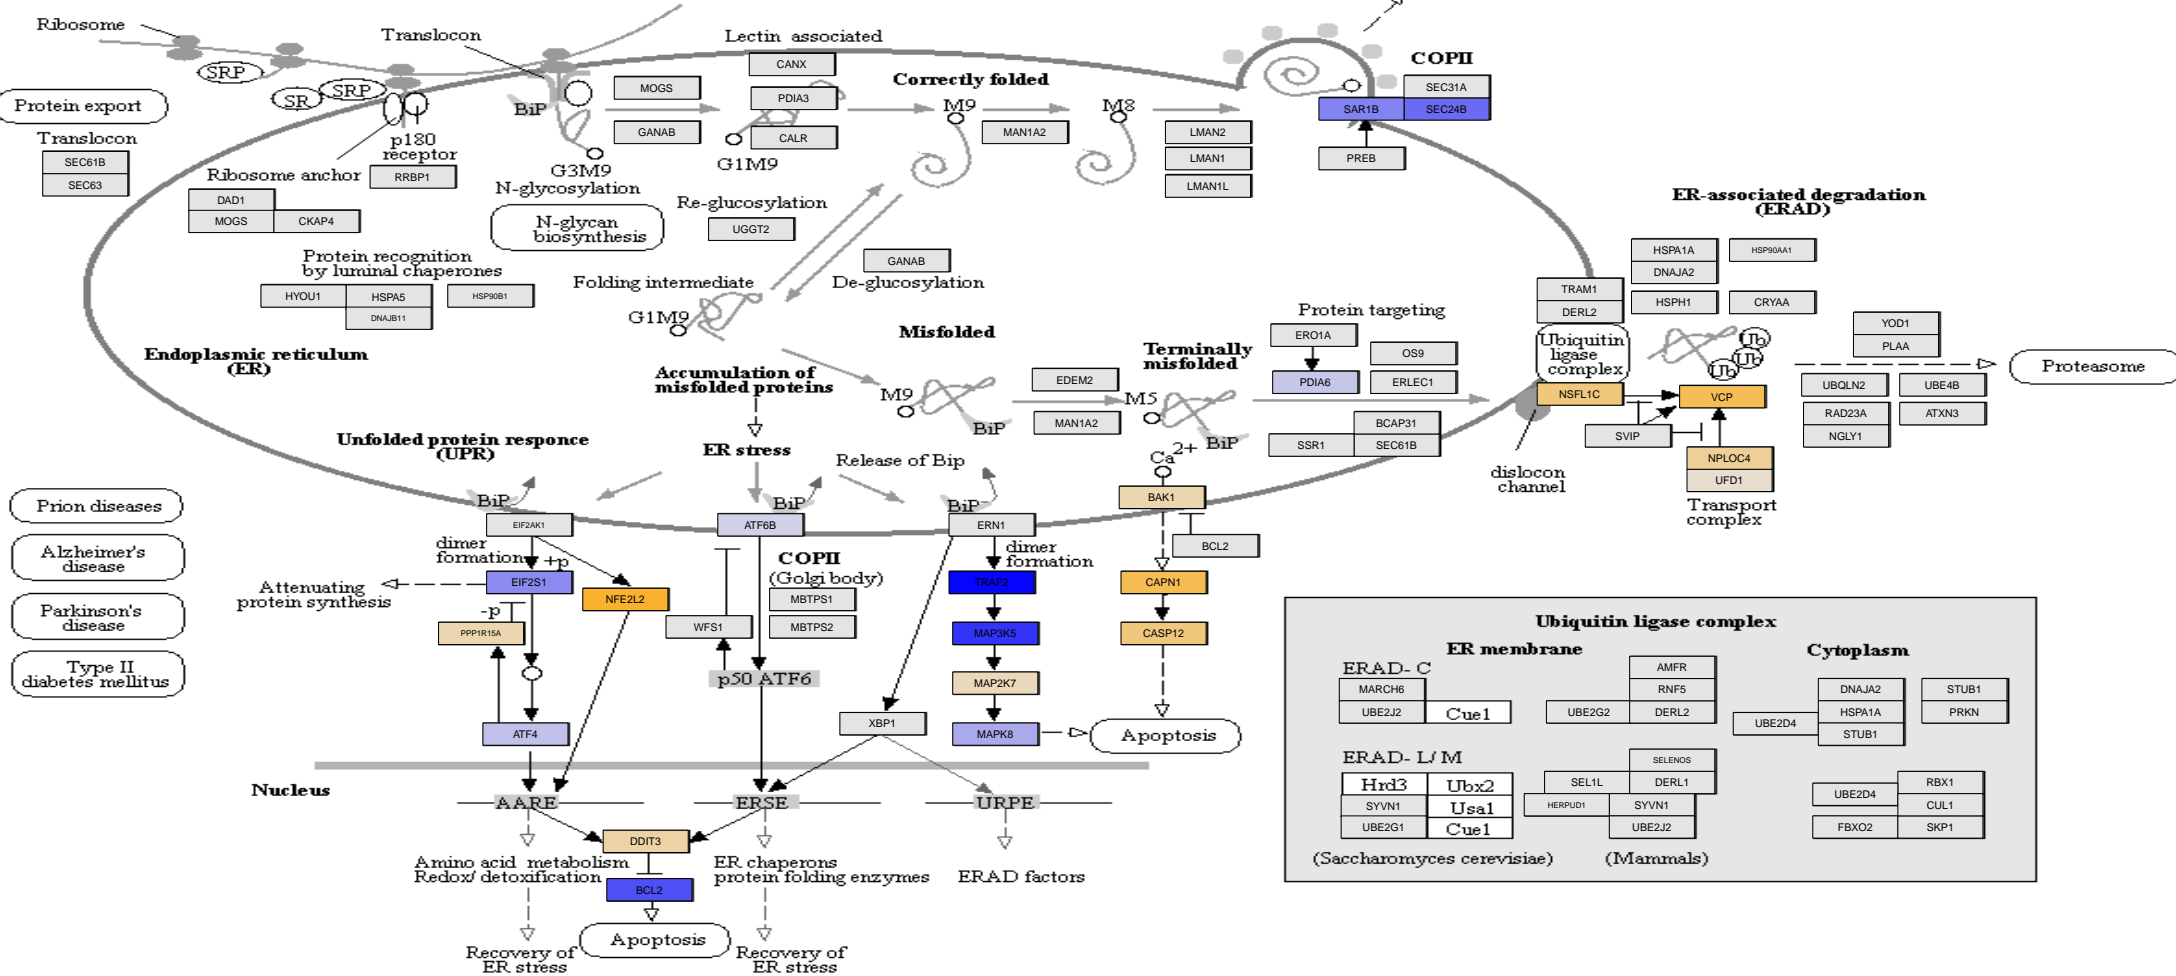 Ribosome
Translocon
Lectin associated
COPII
SRP
SR
SRP
BiP
MOGS
GANAB
CANX
PDIA3
CALR
G1M9
Correctly folded
M9
MAN1A2
M8
LMAN2
LMAN1
LMAN1L
SEC31A
SAR1B
SEC24B
PREB
Protein export
Translocon
SEC61B
SEC63
p180
receptor
RRBP1
Ribosome anchor
DAD1
MOGS
CKAP4
G3M9
N-glycosylation
N-glycan
biosynthesis
Re-glucosylation
UGGT2
GANAB
De-glucosylation
Protein recognition
by luminal chaperones
HYOU1
HSPA5
HSP90B1
DNAJB11
Folding intermediate
G1M9
Endoplasmic reticulum
(ER)
Misfolded
Accumulation of
misfolded proteins
M9
BiP
EDEM2
MAN1A2
Terminally
misfolded
M5
BiP
Protein targeting
ERO1A
PDIA6
OS9
ERLEC1
BCAP31
SSR1
SEC61B
ER-associated degradation
(ERAD)
HSPA1A
HSP90AA1
DNAJA2
HSPH1
CRYAA
TRAM1
DERL2
Ubiquitin
ligase
complex
NSFL1C
VCP
SVIP
NPLOC4
UFD1
Transport
complex
Ub
Ub
Ub
YOD1
PLAA
UBQLN2
UBE4B
RAD23A
ATXN3
NGLY1
Proteasome
dislocon
channel
Unfolded protein responce
(UPR)
ER stress
Release of Bip
Ca2+
BiP
BiP
BiP
BAK1
BCL2
EIF2AK1
ATF6B
ERN1
dimer
formation
+p
EIF2S1
NFE2L2
Attenuating
protein synthesis
-p
PPP1R15A
ATF4
COPII
(Golgi body)
MBTPS1
MBTPS2
WFS1
p50 ATF6
dimer
formation
TRAF2
MAP3K5
MAP2K7
MAPK8
XBP1
CAPN1
CASP12
Apoptosis
Prion diseases
Alzheimer's
disease
Parkinson's
disease
Type II
diabetes mellitus
Nucleus
AARE
ERSE
URPE
DDIT3
BCL2
Amino acid metabolism
Redox/ detoxification
ER chaperons
protein folding enzymes
ERAD factors
Apoptosis
Recovery of
ER stress
Recovery of
ER stress
Ubiquitin ligase complex
ER membrane
Cytoplasm
ERAD- C
MARCH6
UBE2J2
Cue1
AMFR
RNF5
UBE2G2
DERL2
DNAJA2
HSPA1A
UBE2D4
STUB1
STUB1
PRKN
ERAD- L/ M
Hrd3
Ubx2
SYVN1
Usa1
UBE2G1
Cue1
SELENOS
SEL1L
DERL1
HERPUD1
SYVN1
UBE2J2
UBE2D4
RBX1
CUL1
FBXO2
SKP1
(Saccharomyces cerevisiae)
(Mammals)